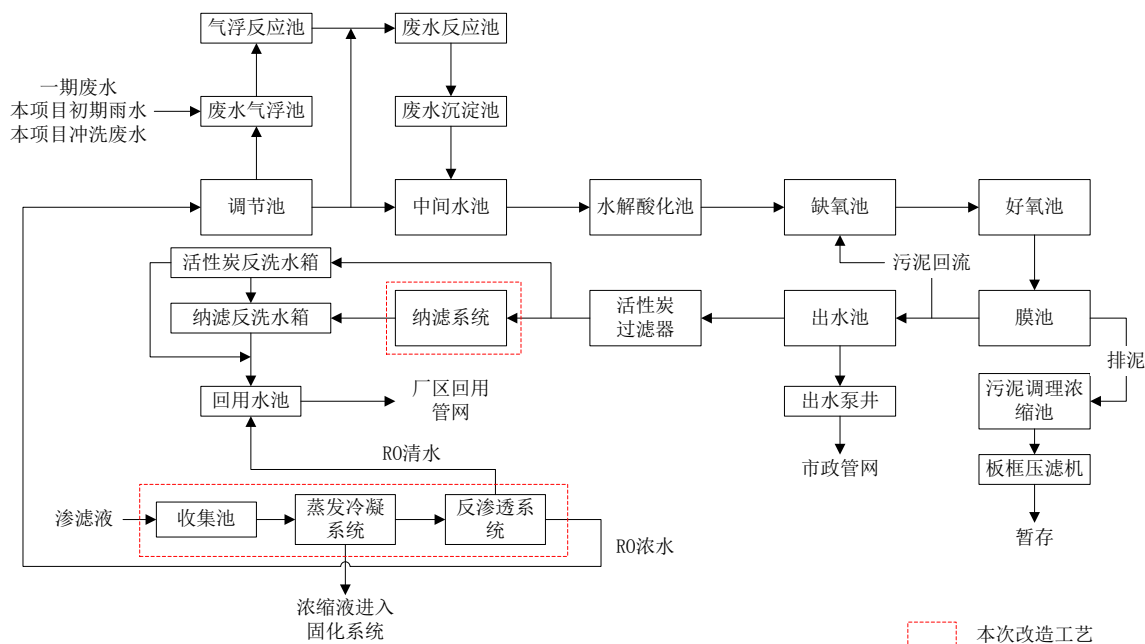 气浮反应池
废水反应池
一期废水
本项目初期雨水
本项目冲洗废水
废水气浮池
废水沉淀池
调节池
中间水池
水解酸化池
缺氧池
好氧池
活性炭反洗水箱
污泥回流
纳滤反洗水箱
纳滤系统
活性炭
过滤器
出水池
膜池
排泥
回用水池
厂区回用
管网
出水泵井
污泥调理浓
缩池
RO清水
市政管网
板框压滤机
渗滤液
收集池
蒸发冷凝
系统
反渗透系
统
RO浓水
暂存
浓缩液进入
固化系统
本次改造工艺